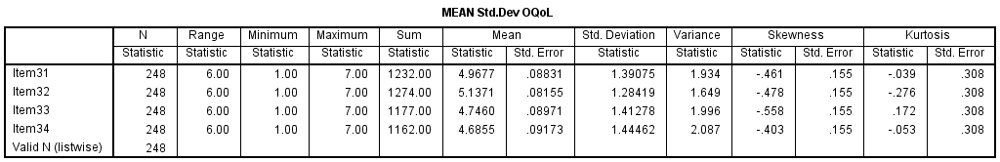 MEAN Std.Dev OQoL
N Range Minimum Maximum Sum Mean Std. Deviation Variance Skewness Kurtosis
Statistic Statistic Statistic Statistic Statistic Statistic Std. Error Statistic Statistic Statistic Std. Error Statistic Std. Error
Item31 248 6.00 1.00 7.00 1232.00 4.9677 .08831 1.39075 1.934 -.461 .155 -.039 .308
Item32 248 6.00 1.00 7.00 1274.00 5.1371 .08155 1.28419 1.649 -.478 .155 -.276 .308
Item33 248 6.00 1.00 7.00 1177.00 4.7460 .08971 1.41278 1.996 -.558 .155 .172 .308
Item34 248 6.00 1.00 7.00 1162.00 4.6855 .09173 1.44462 2.087 -.403 .155 -.053 .308
Valid N (listwise) 248